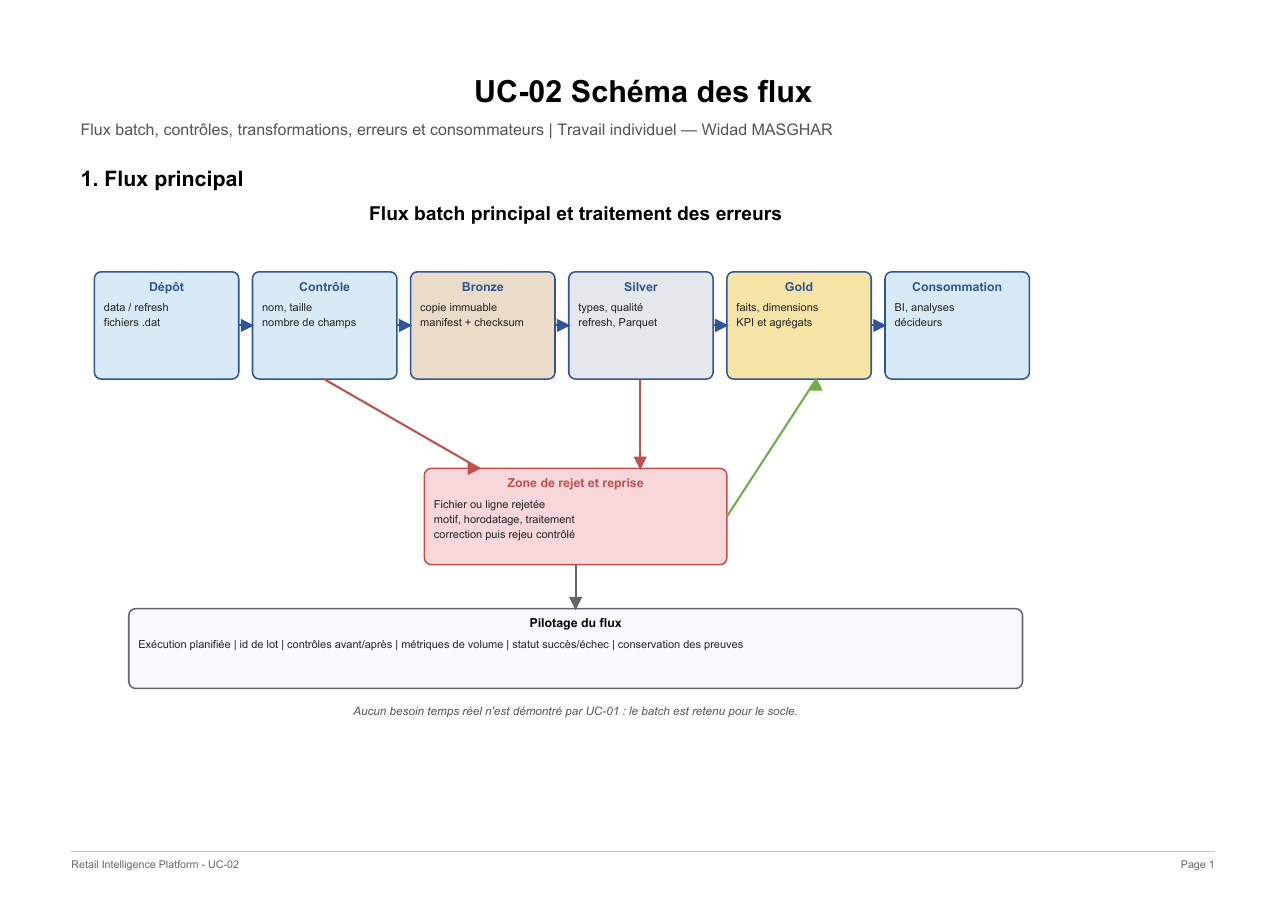 UC-02 Schéma des flux
Flux batch, contrôles, transformations, erreurs et consommateurs | Travail individuel — Widad MASGHAR
1. Flux principal
Flux batch principal et traitement des erreurs
Dépôt
data / refresh
fichiers .dat
Contrôle
nom, taille
nombre de champs
Bronze
copie immuable
manifest + checksum
Silver
types, qualité
refresh, Parquet
Gold
faits, dimensions
KPI et agrégats
Consommation
BI, analyses
décideurs
Zone de rejet et reprise
Fichier ou ligne rejetée
motif, horodatage, traitement
correction puis rejeu contrôlé
Pilotage du flux
Exécution planifiée | id de lot | contrôles avant/après | métriques de volume | statut succès/échec | conservation des preuves
Aucun besoin temps réel n'est démontré par UC-01 : le batch est retenu pour le socle.
Retail Intelligence Platform - UC-02
Page 1